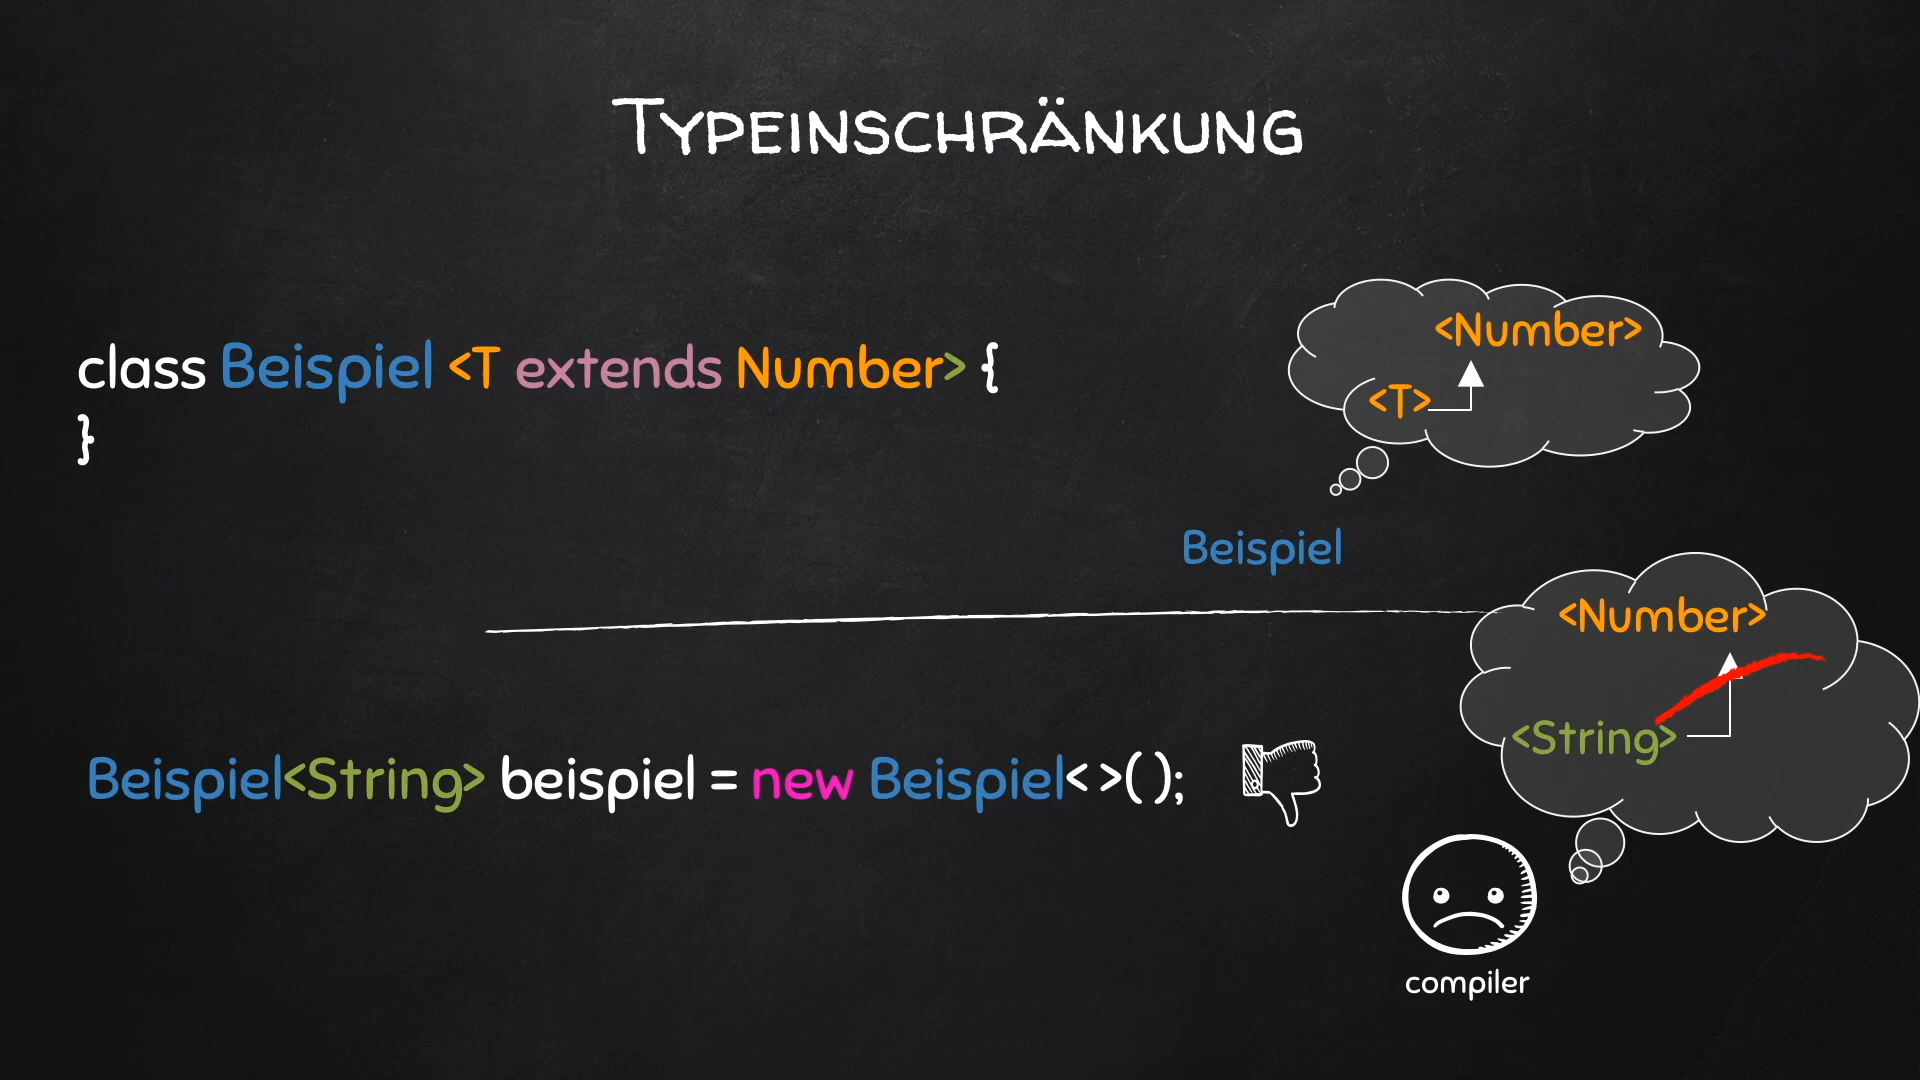 Typeinschränkung
class Beispiel <T extends Number> {
}
<Number>
<T>
Beispiel
<Number>
<String>
Beispiel<String> beispiel = new Beispiel< >( );
compiler